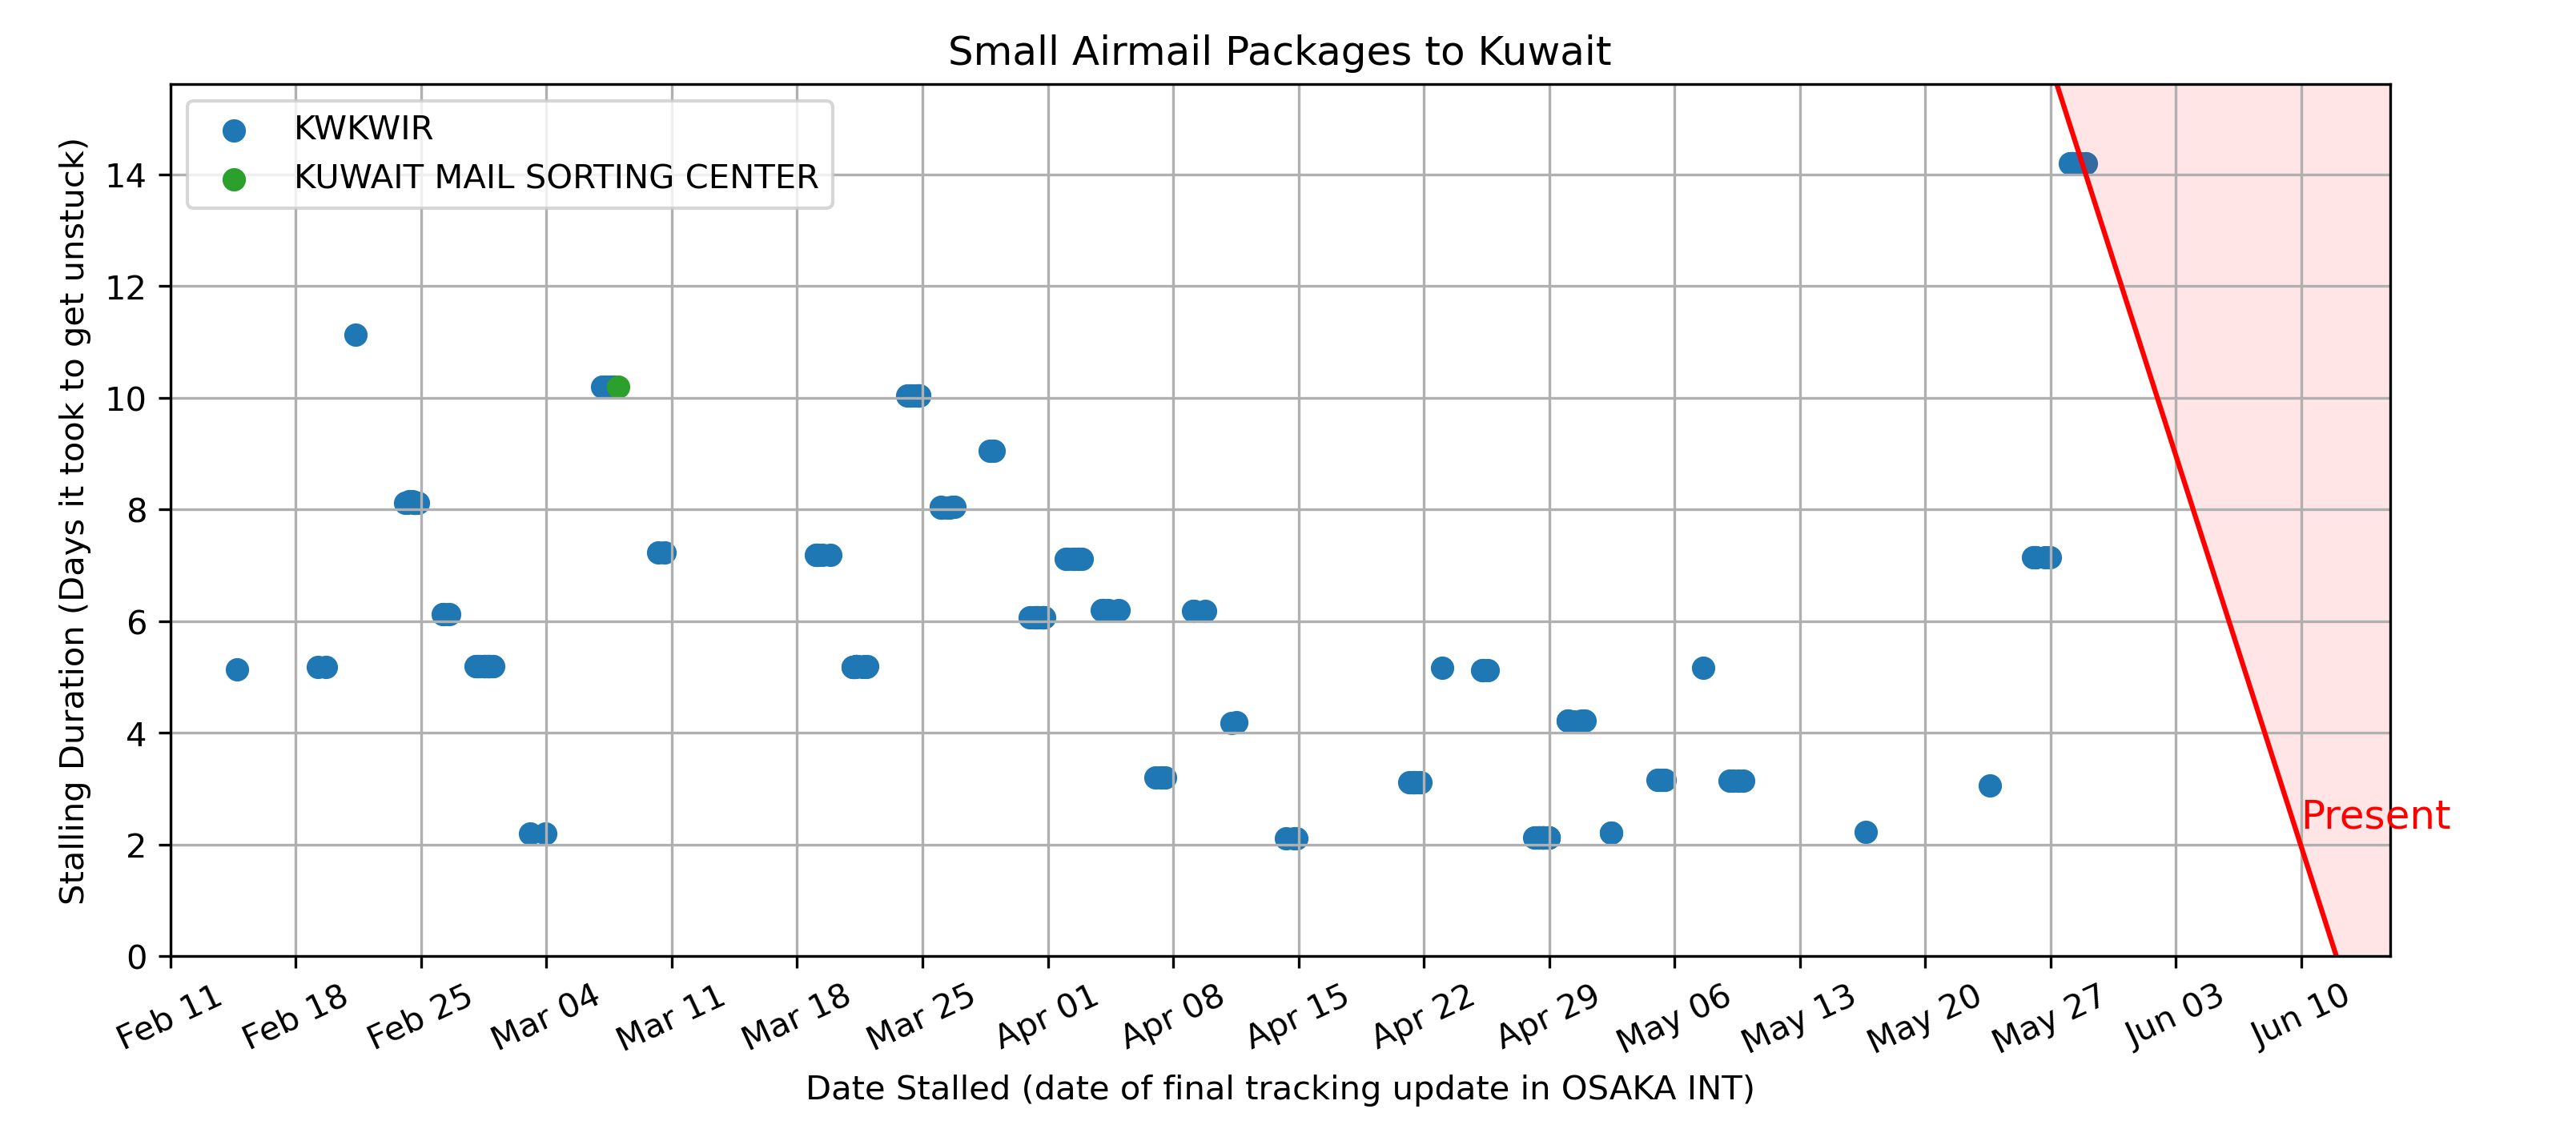 Small Airmail Packages to Kuwait
KWKWIR
KUWAIT MAIL SORTING CENTER
Stalling Duration (Days it took to get unstuck)
14
12
10
8
6
4
2
0
Present
Feb 11
Feb 18
Feb 25
Mar 04
Mar 11
Mar 18
Mar 25
Apr 01
Apr 08
Apr 15
Apr 22
Apr 29
May 06
May 13
May 20
May 27
Jun 03
Jun 10
Date Stalled (date of final tracking update in OSAKA INT)